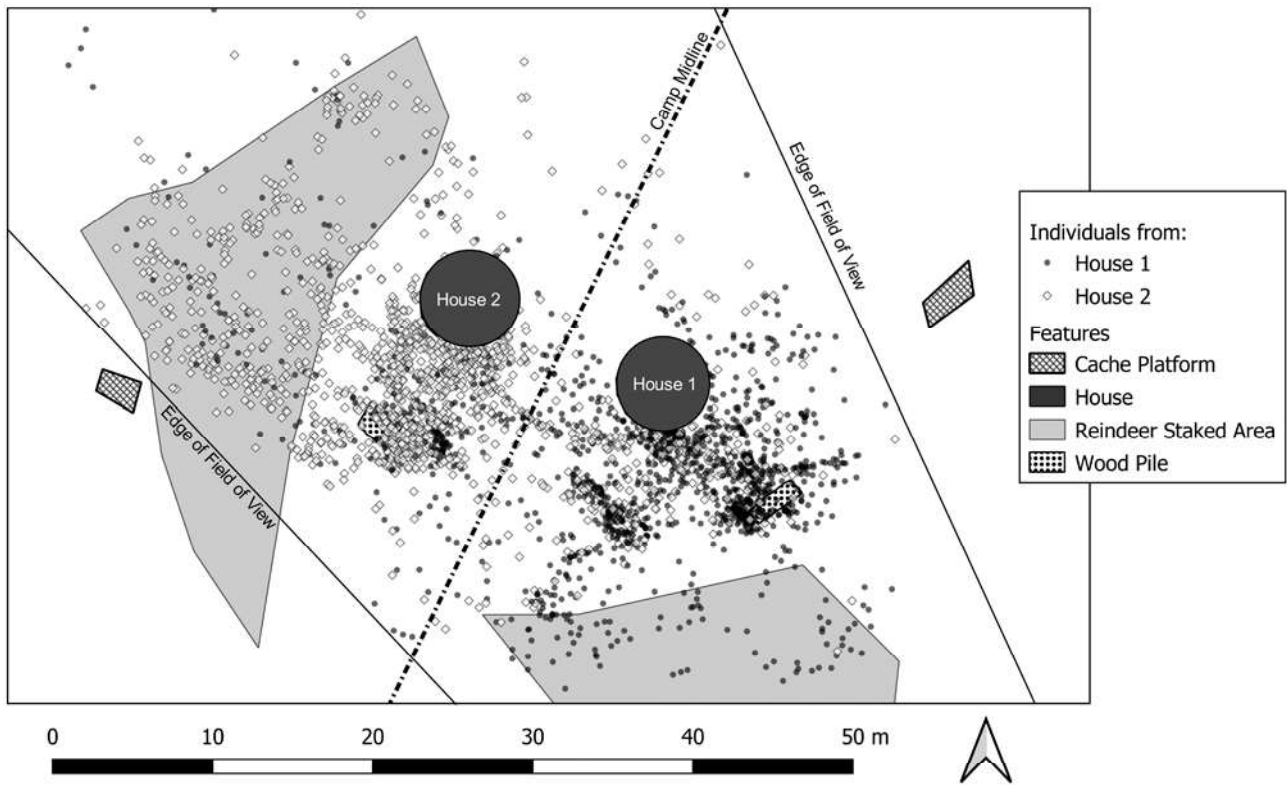 Camp Midline
Edge of Field of View
House 2
House 1
Edge of Field of View
Individuals from:
House 1
House 2
Features
Cache Platform
House
Reindeer Staked Area
Wood Pile
0 10 20 30 40 50 m